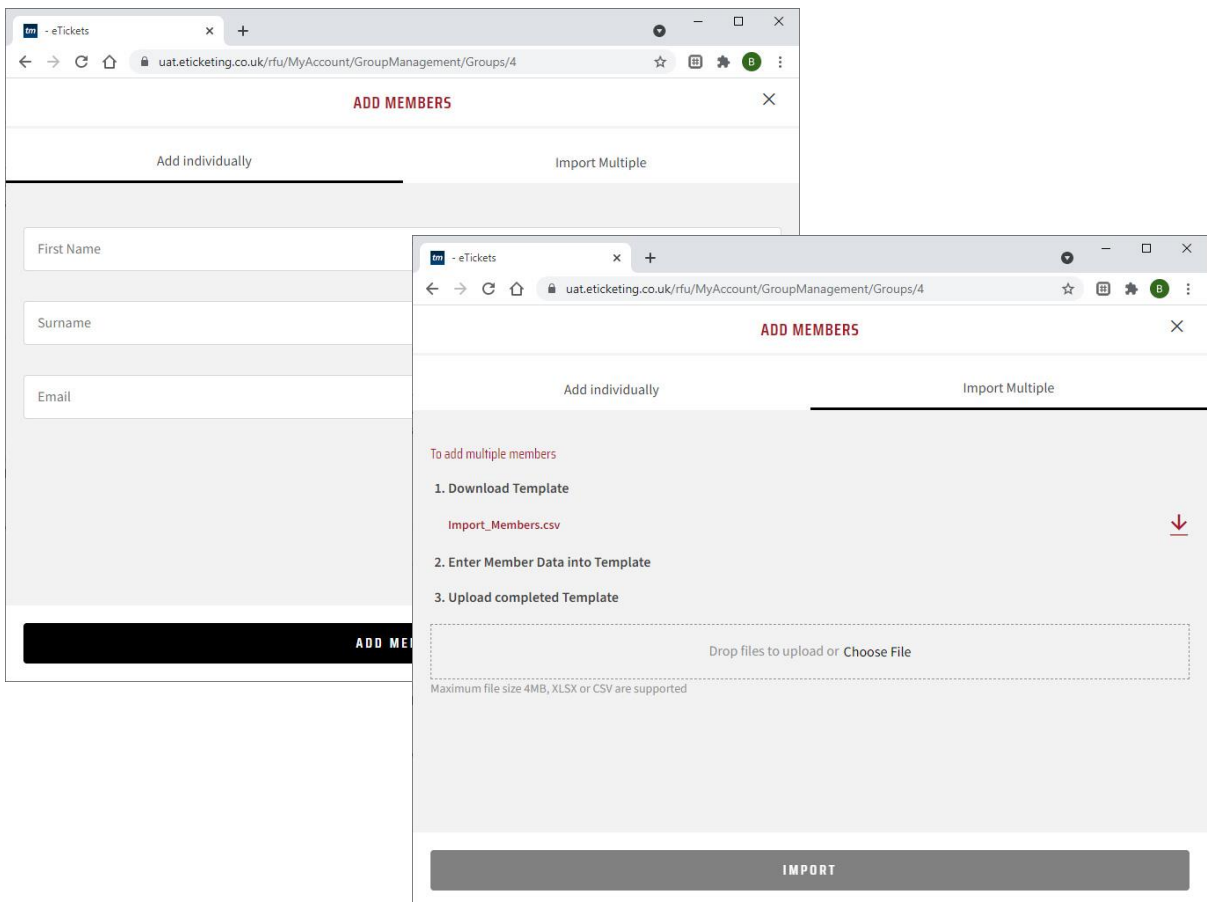 tm - eTickets
uat.eticketing.co.uk/rfu/MyAccount/GroupManagement/Groups/4
B
ADD MEMBERS
Add individually Import Multiple
First Name
Surname
Email
ADD ME
tm - eTickets
uat.eticketing.co.uk/rfu/MyAccount/GroupManagement/Groups/4
B
ADD MEMBERS
Add individually Import Multiple
To add multiple members
1. Download Template
Import_Members.csv
2. Enter Member Data into Template
3. Upload completed Template
Drop files to upload or Choose File
Maximum file size 4MB, XLSX or CSV are supported
IMPORT